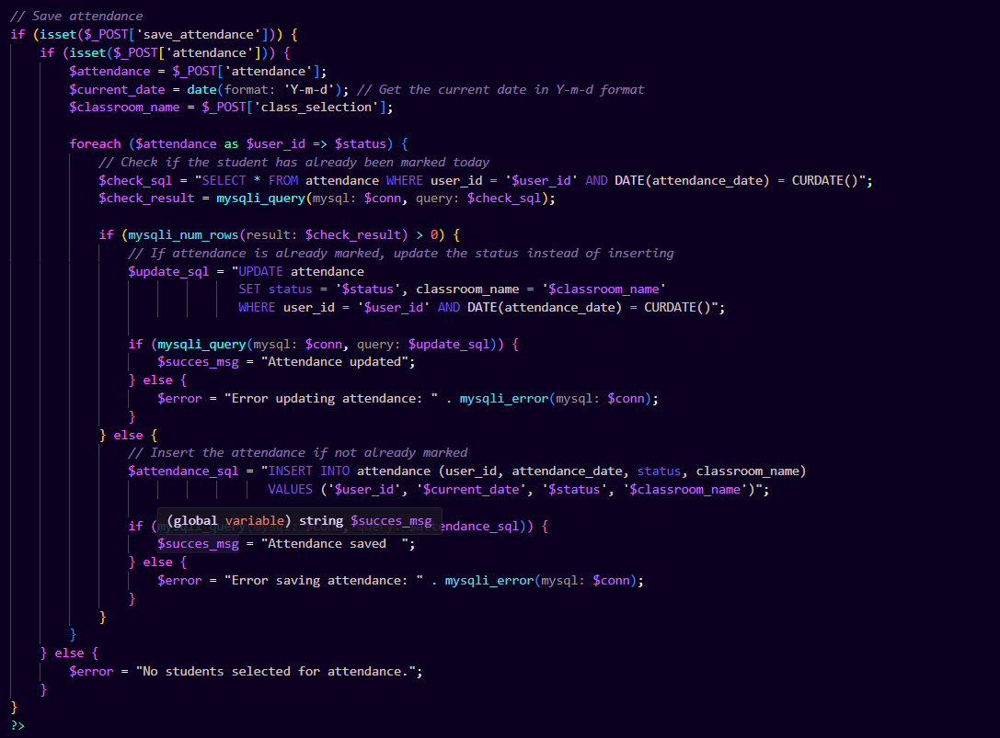 // Save attendance
if (isset($_POST['save_attendance'])) {
if (isset($_POST['attendance'])) {
$attendance = $_POST['attendance'];
$current_date = date(format: 'Y-m-d'); // Get the current date in Y-m-d format
$classroom_name = $_POST['class_selection'];
foreach ($attendance as $user_id => $status) {
// Check if the student has already been marked today
$check_sql = "SELECT * FROM attendance WHERE user_id = '$user_id' AND DATE(attendance_date) = CURDATE()";
$check_result = mysqli_query(mysql: $conn, query: $check_sql);
if (mysqli_num_rows(result: $check_result) > 0) {
// If attendance is already marked, update the status instead of inserting
$update_sql = "UPDATE attendance
SET status = '$status', classroom_name = '$classroom_name'
WHERE user_id = '$user_id' AND DATE(attendance_date) = CURDATE()";
if (mysqli_query(mysql: $conn, query: $update_sql)) {
$succes_msg = "Attendance updated";
} else {
$error = "Error updating attendance: " . mysqli_error(mysql: $conn);
}
} else {
// Insert the attendance if not already marked
$attendance_sql = "INSERT INTO attendance (user_id, attendance_date, status, classroom_name)
VALUES ('$user_id', '$current_date', '$status', '$classroom_name')";
(global variable) string $succes_msg
if (endance_sql)) {
$succes_msg = "Attendance saved  ";
} else {
$error = "Error saving attendance: " . mysqli_error(mysql: $conn);
}
}
}
} else {
$error = "No students selected for attendance.";
}
}
?>